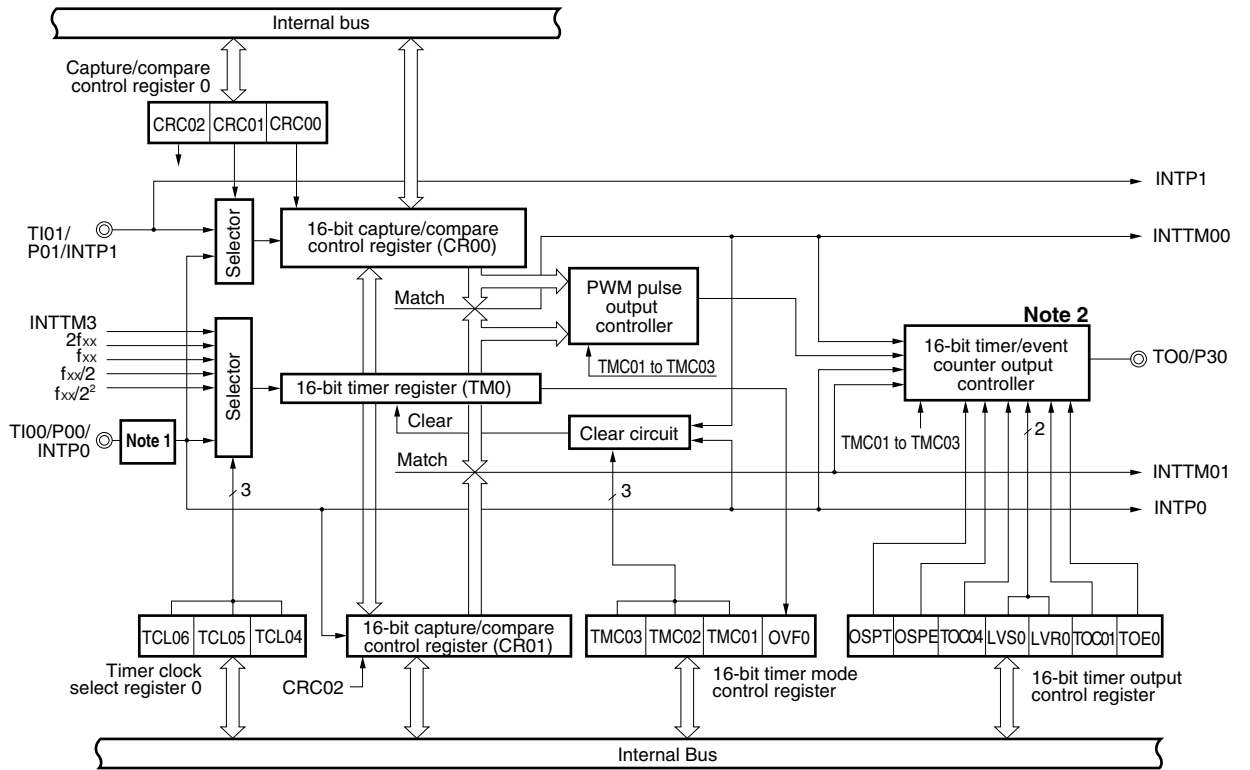 Internal bus
Capture/compare
control register 0
CRC02 CRC01 CRC00
INTP1
TI01/
P01/INTP1
Selector
16-bit capture/compare
control register (CR00)
INTTM00
Match
PWM pulse
output
controller
TMC01 to TMC03
Note 2
16-bit timer/event
counter output
controller
TO0/P30
TMC01 to TMC03
2
INTTM3
2fxx
fxx
fxx/2
fxx/2²
Selector
16-bit timer register (TM0)
Clear
Clear circuit
TI00/P00/
INTP0
Note 1
Match
INTTM01
3
3
INTP0
TCL06 TCL05 TCL04
Timer clock
select register 0
16-bit capture/compare
control register (CR01)
CRC02
TMC03 TMC02 TMC01 OVF0
16-bit timer mode
control register
OSPT OSPE TOC04 LVS0 LVR0 TOC01 TOE0
16-bit timer output
control register
Internal Bus